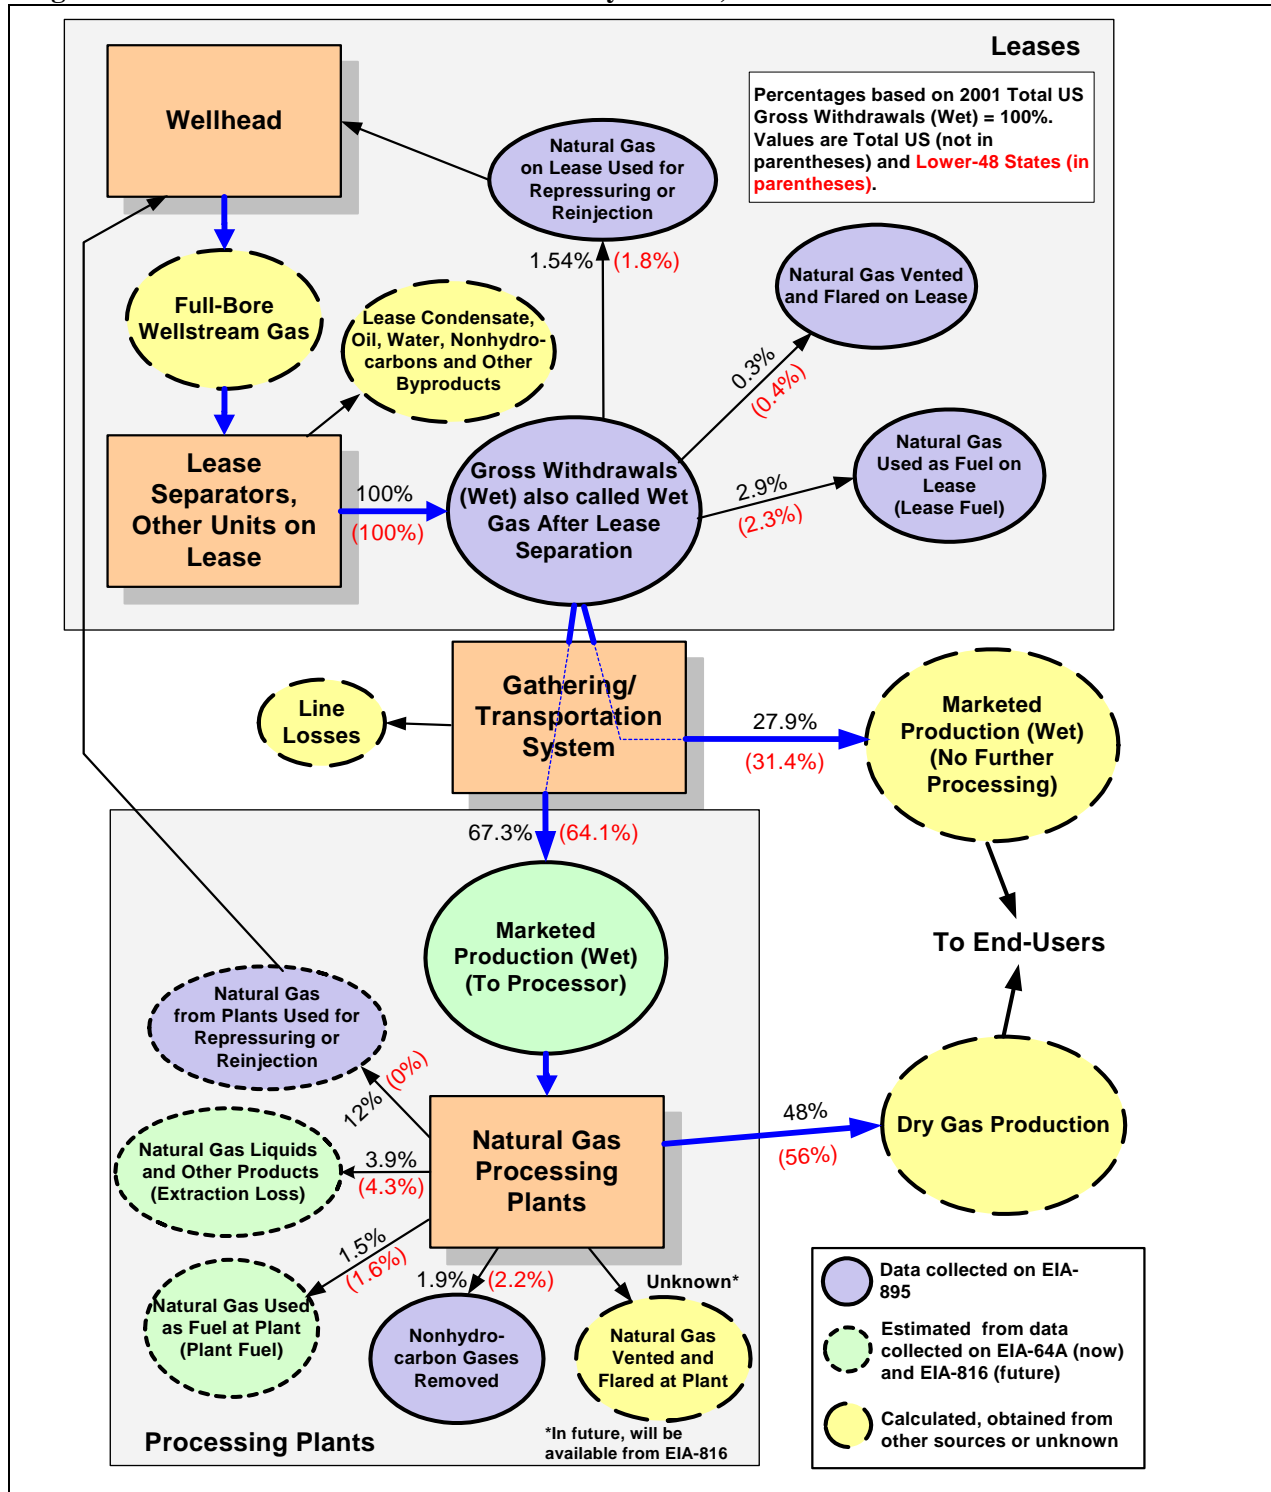 Leases
Percentages based on 2001 Total US
Gross Withdrawals (Wet) = 100%.
Values are Total US (not in
parentheses) and Lower-48 States (in
parentheses).
Wellhead
Natural Gas
on Lease Used for
Repressuring or
Reinjection
1.54%
(1.8%)
Natural Gas Vented
and Flared on Lease
Full-Bore
Wellstream Gas
Lease Condensate,
Oil, Water, Nonhydro-
carbons and Other
Byproducts
0.3%
(0.4%)
Lease
Separators,
Other Units on
Lease
100%
(100%)
Gross Withdrawals
(Wet) also called Wet
Gas After Lease
Separation
2.9%
(2.3%)
Natural Gas
Used as Fuel on
Lease
(Lease Fuel)
Line
Losses
Gathering/
Transportation
System
27.9%
(31.4%)
Marketed
Production (Wet)
(No Further
Processing)
67.3%
(64.1%)
Marketed
Production (Wet)
(To Processor)
To End-Users
Natural Gas
from Plants Used for
Repressuring or
Reinjection
12%
(0%)
Natural Gas Liquids
and Other Products
(Extraction Loss)
3.9%
(4.3%)
Natural Gas
Processing
Plants
48%
(56%)
Dry Gas Production
1.5%
(1.6%)
Natural Gas Used
as Fuel at Plant
(Plant Fuel)
1.9%
(2.2%)
Nonhydro-
carbon Gases
Removed
Unknown*
Natural Gas
Vented and
Flared at Plant
*In future, will be
available from EIA-816
Processing Plants
Data collected on EIA-
895
Estimated from data
collected on EIA-64A (now)
and EIA-816 (future)
Calculated, obtained from
other sources or unknown